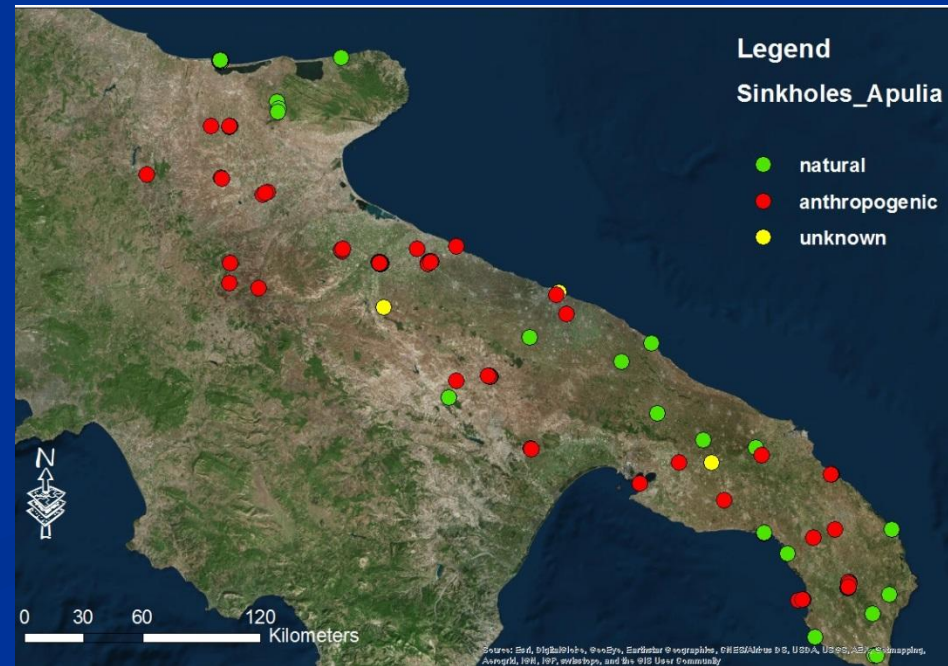 Legend
Sinkholes_Apulia
natural
anthropogenic
unknown
N
0 30 60 120
Kilometers
Source: Esri, DigitalGlobe, GeoEye, Earthstar Geographics, CNES/Airbus DS, USDA, USGS, AEX, Getmapping,
Aerogrid, IGN, IGP, swisstopo, and the GIS User Community